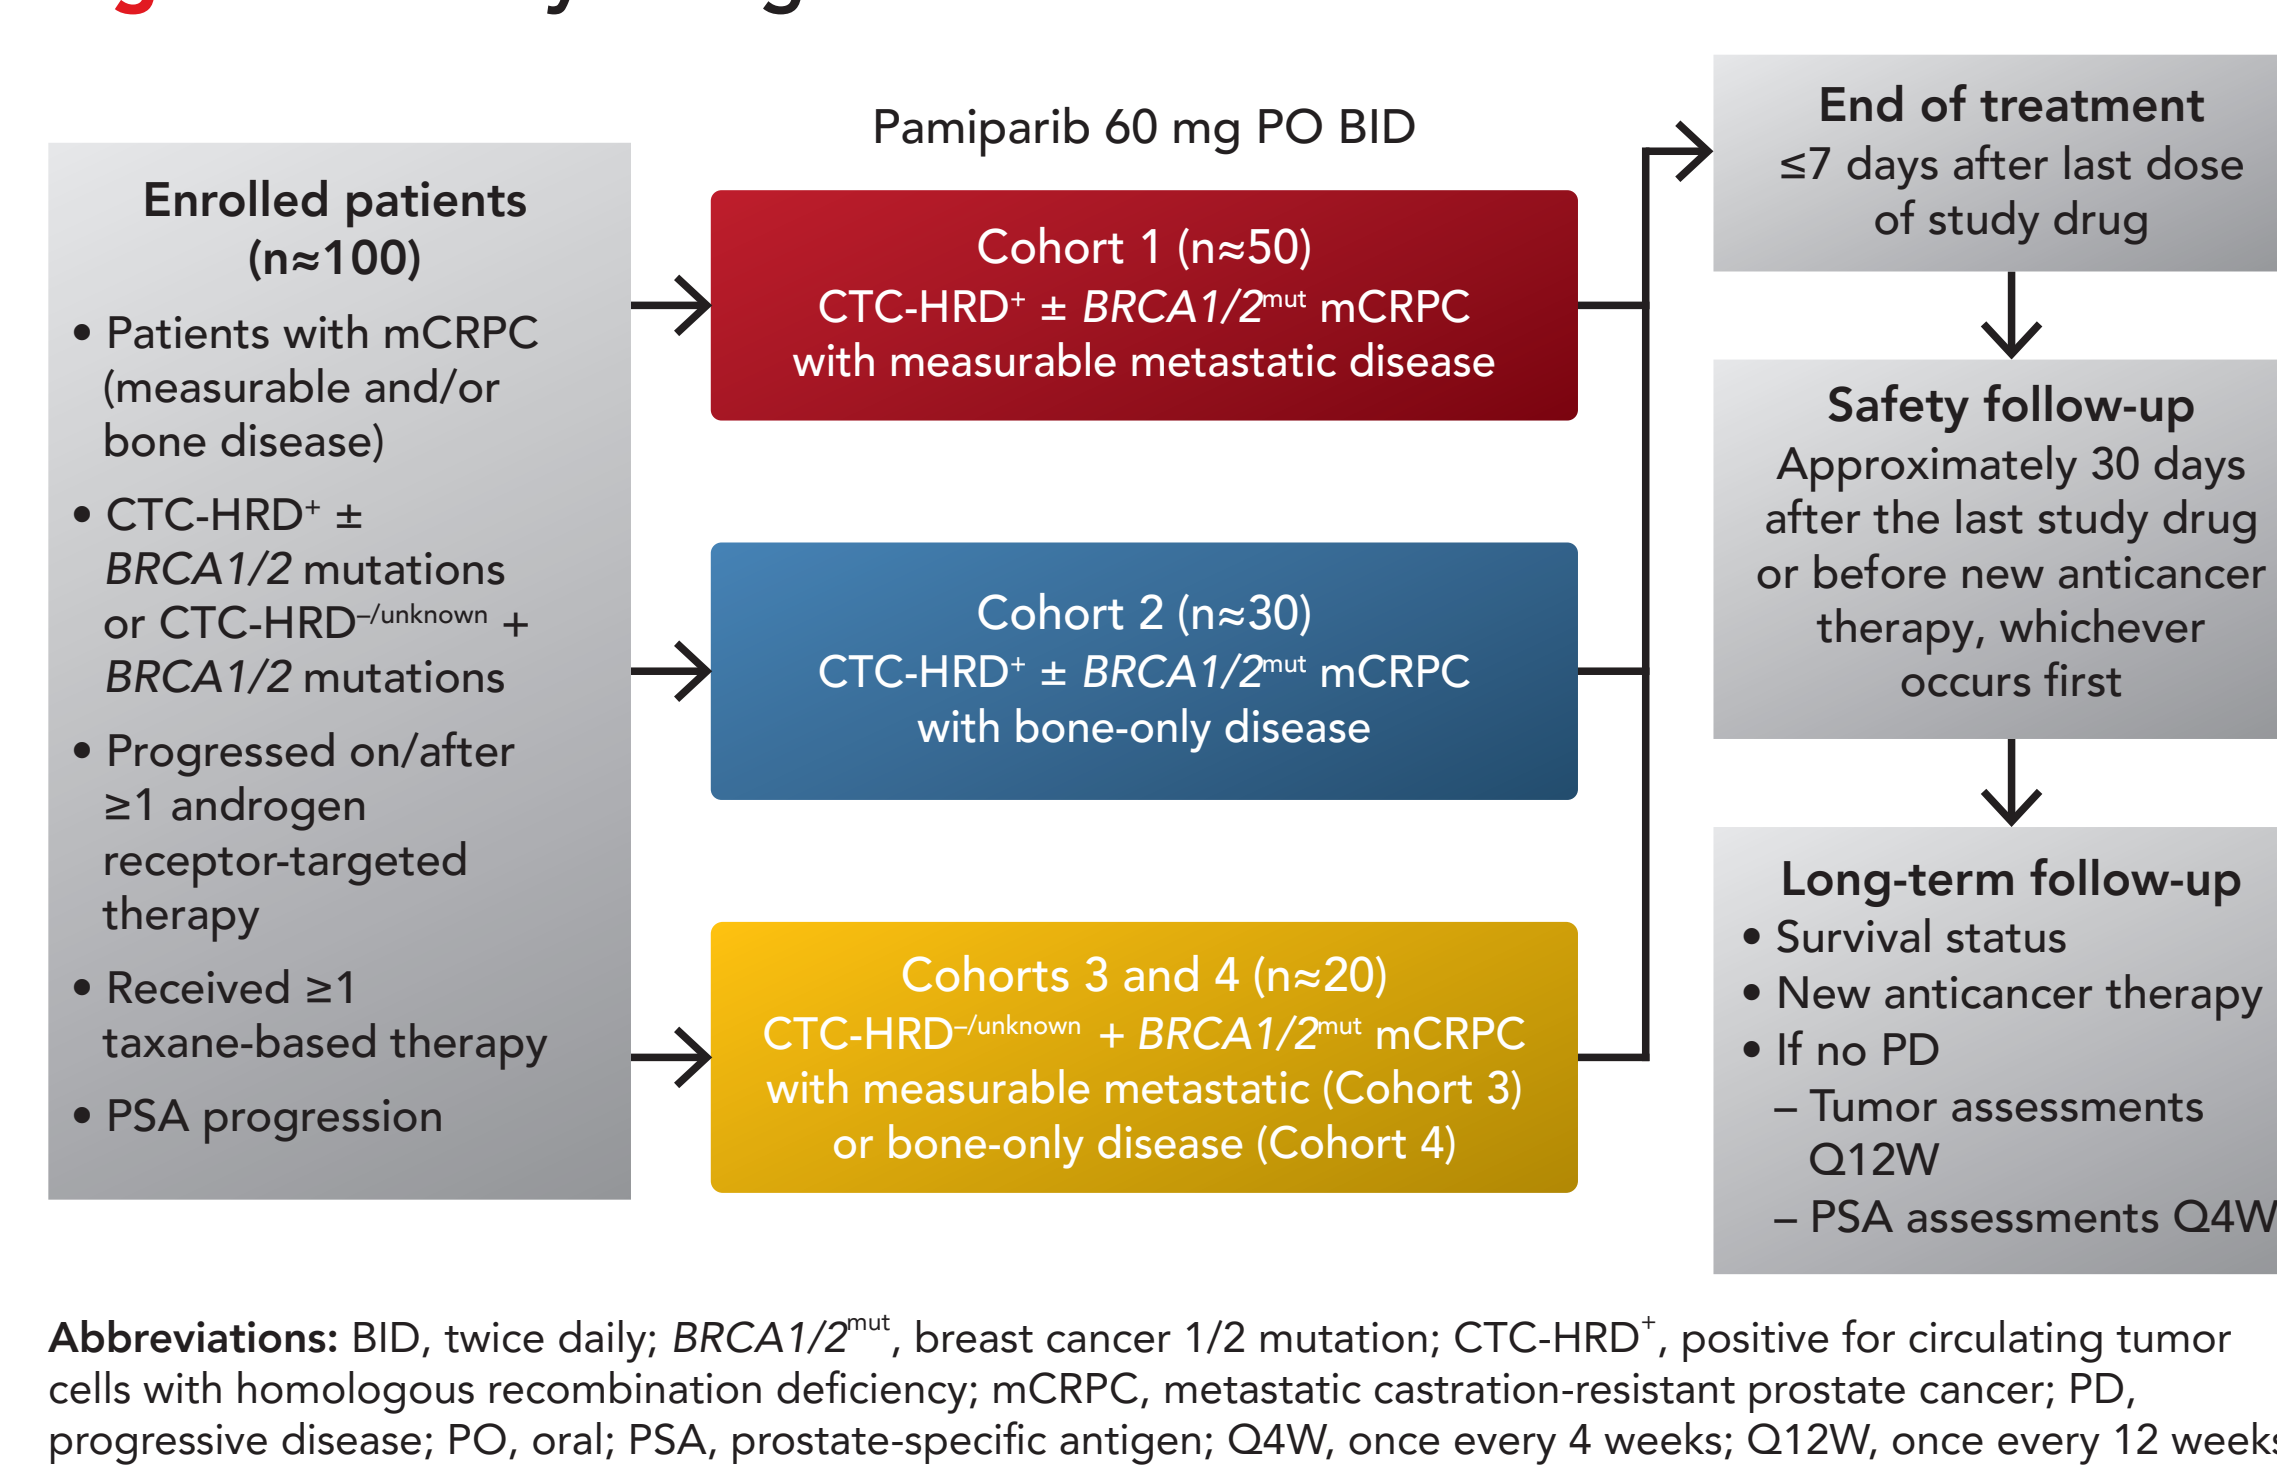 Enrolled patients
(n≈100)
• Patients with mCRPC
(measurable and/or
bone disease)
• CTC-HRD⁺ ±
BRCA1/2 mutations
or CTC-HRD–/unknown +
BRCA1/2 mutations
• Progressed on/after
≥1 androgen
receptor-targeted
therapy
• Received ≥1
taxane-based therapy
• PSA progression
Pamiparib 60 mg PO BID
Cohort 1 (n≈50)
CTC-HRD⁺ ± BRCA1/2mut mCRPC
with measurable metastatic disease
Cohort 2 (n≈30)
CTC-HRD⁺ ± BRCA1/2mut mCRPC
with bone-only disease
Cohorts 3 and 4 (n≈20)
CTC-HRD–/unknown + BRCA1/2mut mCRPC
with measurable metastatic (Cohort 3)
or bone-only disease (Cohort 4)
End of treatment
≤7 days after last dose
of study drug
Safety follow-up
Approximately 30 days
after the last study drug
or before new anticancer
therapy, whichever
occurs first
Long-term follow-up
• Survival status
• New anticancer therapy
• If no PD
– Tumor assessments
Q12W
– PSA assessments Q4W
Abbreviations: BID, twice daily; BRCA1/2mut, breast cancer 1/2 mutation; CTC-HRD⁺, positive for circulating tumor
cells with homologous recombination deficiency; mCRPC, metastatic castration-resistant prostate cancer; PD,
progressive disease; PO, oral; PSA, prostate-specific antigen; Q4W, once every 4 weeks; Q12W, once every 12 weeks